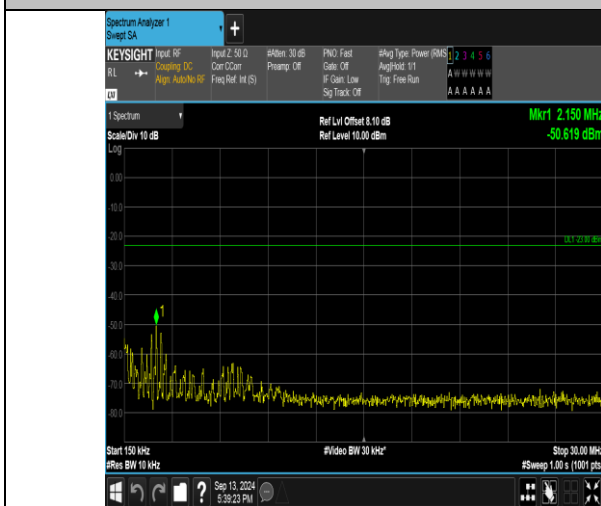 Spectrum Analyzer 1
Swept SA
+
KEYSIGHT
RL
Input: RF
Coupling: DC
Align: Auto/No RF
Input Z: 50 Ω
Corr CCorr
Freq Ref: Int (S)
#Atten: 30 dB
Preamp: Off
PNO: Fast
Gate: Off
IF Gain: Low
Sig Track: Off
#Avg Type: Power (RMS
Avg|Hold: 1/1
Trig: Free Run
1 2 3 4 5 6
A W W W W W
A A A A A A
1 Spectrum
Scale/Div 10 dB
Ref Lvl Offset 8.10 dB
Ref Level 10.00 dBm
Mkr1 2.150 MHz
-50.619 dBm
Log
0.00
-10.0
-20.0
DL1 -23.00 dBm
-30.0
-40.0
1
-50.0
-60.0
-70.0
-80.0
Start 150 kHz
#Res BW 10 kHz
#Video BW 30 kHz*
Stop 30.00 MHz
#Sweep 1.00 s (1001 pts
?
Sep 13, 2024
5:39:23 PM